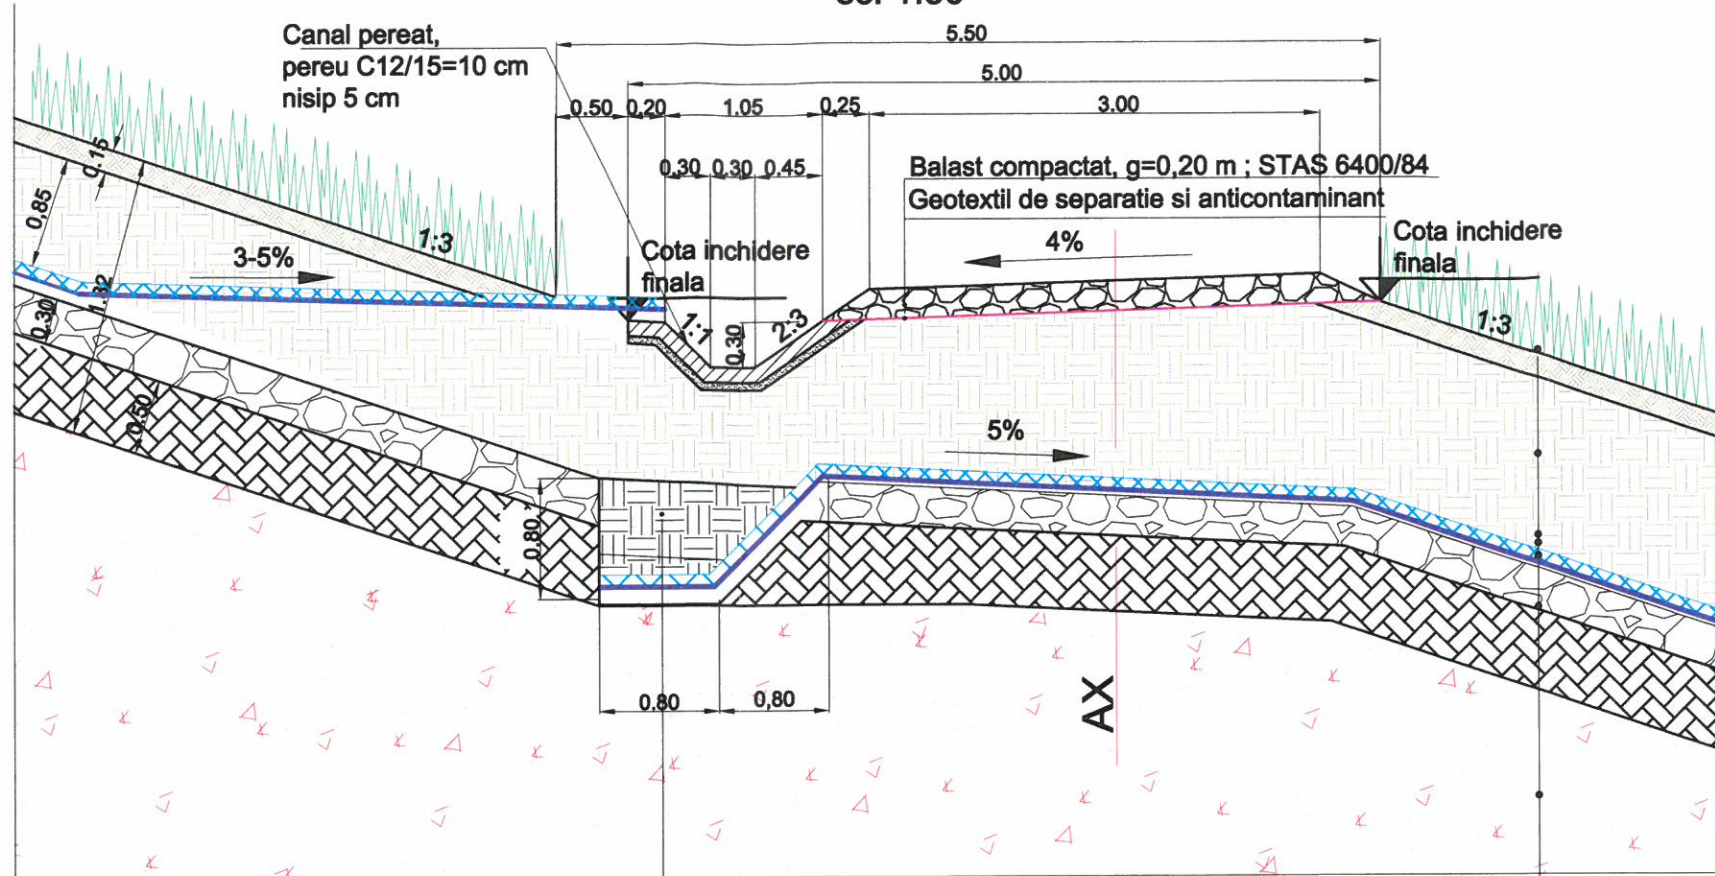 Canal pereat,
pereu C12/15=10 cm
nisip 5 cm
5.50
5.00
0.50 0.20 1.05 0,25 3.00
0,30 0,30 0,45
Balast compactat, g=0,20 m ; STAS 6400/84
Geotextil de separatie si anticontaminant
0.15
0,85
1:3
3-5%
1.32
0.30
0,50
Cota inchidere
finala
4%
Cota inchidere
finala
1:3
1:1
0,30
2:3
5%
0.80
0.80 0,80
AX